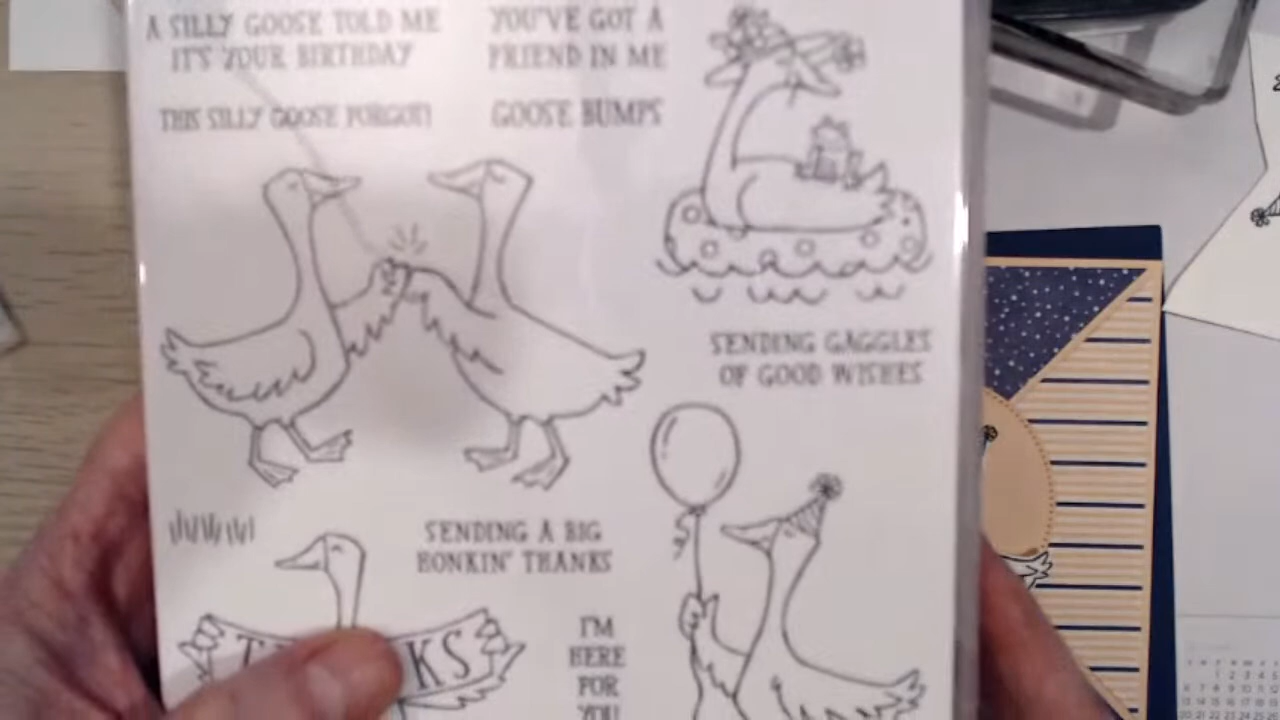 A SILLY GOOSE TOLD ME
IT'S YOUR BIRTHDAY
YOU'VE GOT A
FRIEND IN ME
THIS SILLY GOOSE FORGOT!
GOOSE BUMPS
SENDING GAGGLES
OF GOOD WISHES
SENDING A BIG
HONKIN' THANKS
T KS
I'M
HERE
FOR
YOU